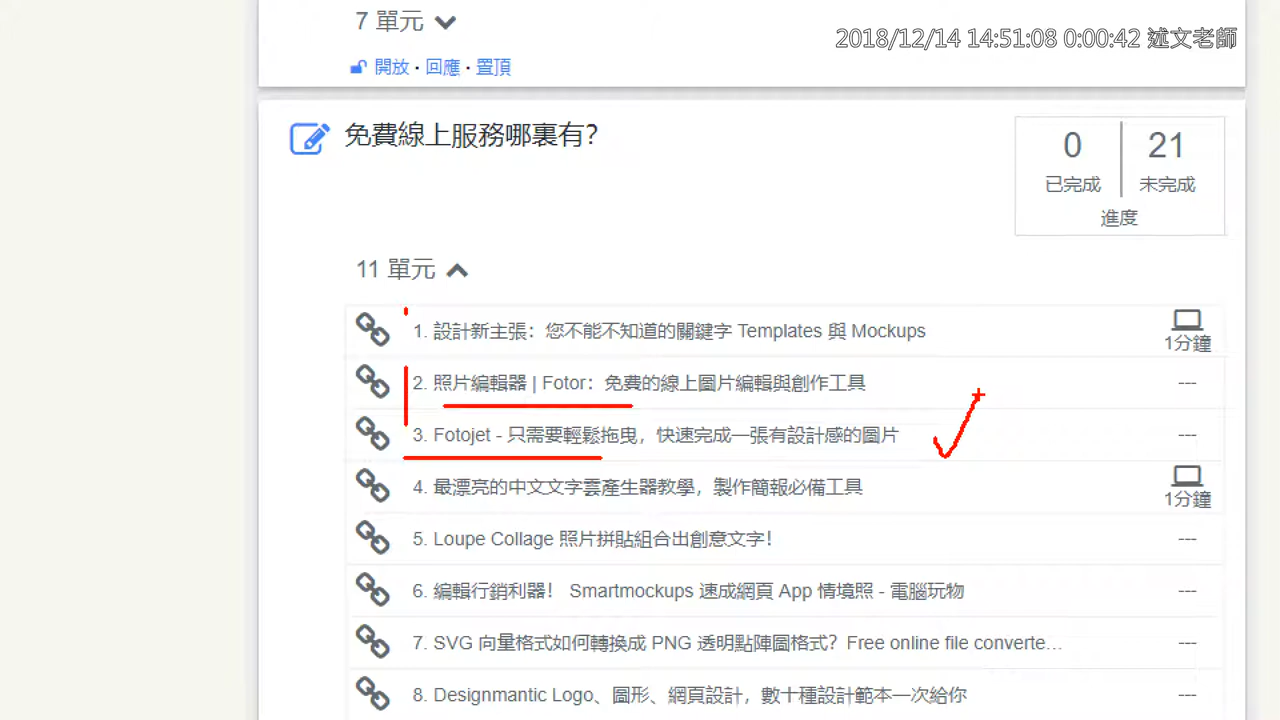 7 單元
2018/12/14 14:51:08 0:00:42 述文老師
開放・回應・置頂
免費線上服務哪裏有?
0 21
已完成 未完成
進度
11 單元
1. 設計新主張：您不能不知道的關鍵字 Templates 與 Mockups
1分鐘
2. 照片編輯器 | Fotor：免費的線上圖片編輯與創作工具
---
3. Fotojet - 只需要輕鬆拖曳，快速完成一張有設計感的圖片
---
4. 最漂亮的中文文字雲產生器教學，製作簡報必備工具
1分鐘
5. Loupe Collage 照片拼貼組合出創意文字！
---
6. 編輯行銷利器！ Smartmockups 速成網頁 App 情境照 - 電腦玩物
---
7. SVG 向量格式如何轉換成 PNG 透明點陣圖格式？Free online file converte...
---
8. Designmantic Logo、圖形、網頁設計，數十種設計範本一次給你
---